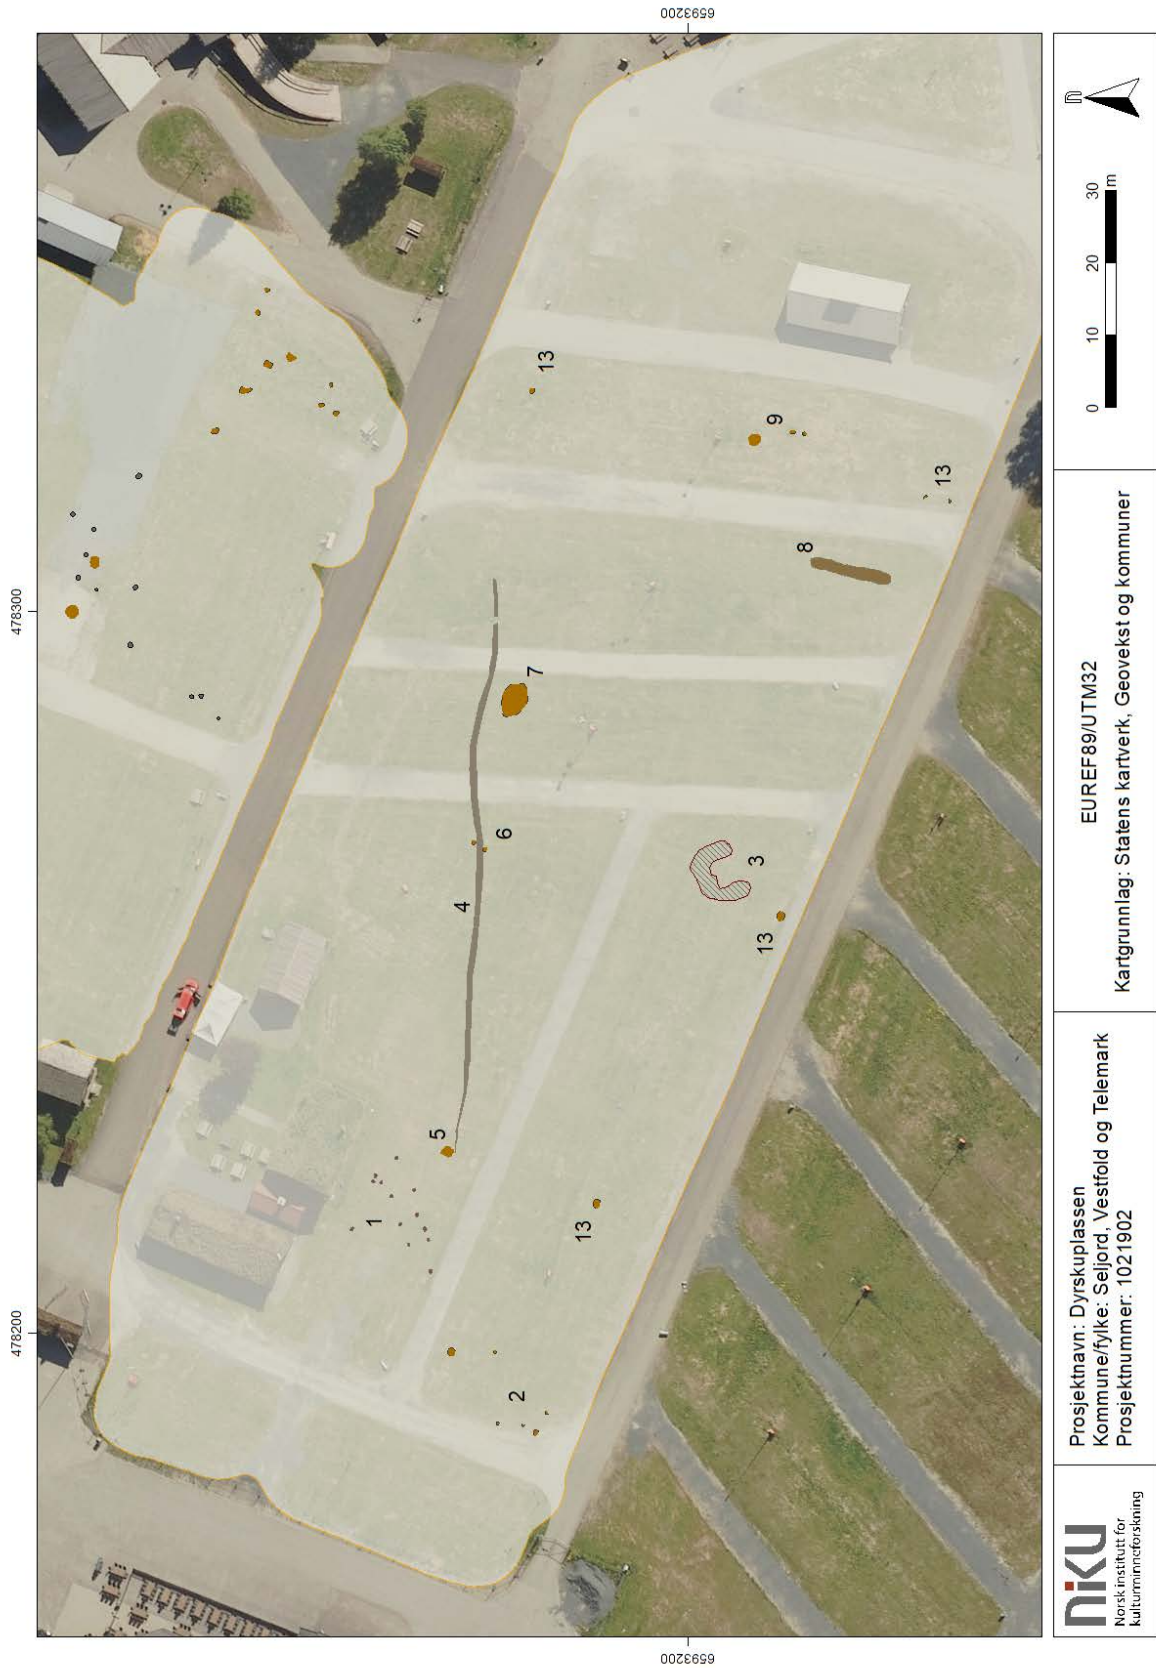 478200
478300
6593200
6593200
1
2
3
4
5
6
7
8
9
13
13
13
13
niku
Norsk institutt for
kulturminneforskning
Prosjektnavn: Dyrskuplassen
Kommune/fylke: Seljord, Vestfold og Telemark
Prosjektnummer: 1021902
EUREF89/UTM32
Kartgrunnlag: Statens kartverk, Geovekst og kommuner
0 10 20 30
m
n